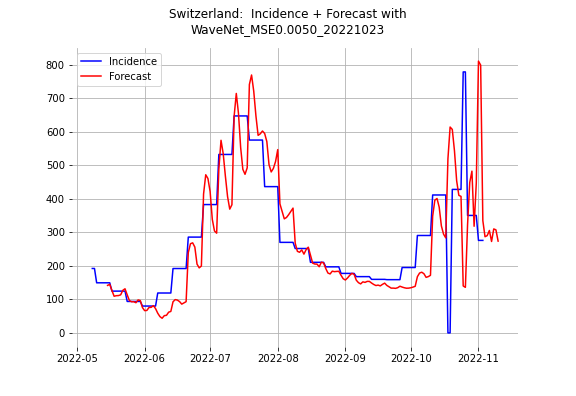 Switzerland:  Incidence + Forecast with
WaveNet_MSE0.0050_20221023
Incidence
Forecast
800
700
600
500
400
300
200
100
0
2022-05 2022-06 2022-07 2022-08 2022-09 2022-10 2022-11